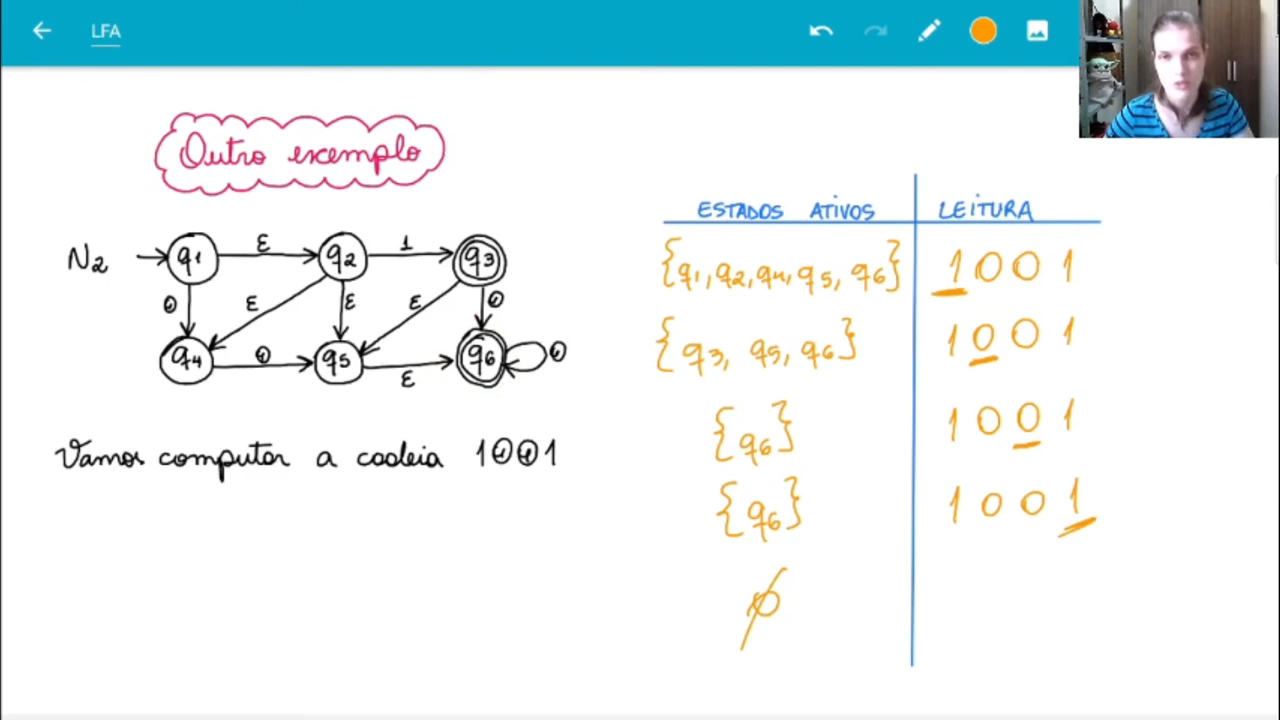 LFA
Outro exemplo
N2
q1 ε q2 1 q3
0 ε ε ε 0
q4 0 q5 ε q6 0
Vamos computar a cadeia 1001
ESTADOS ATIVOS LEITURA
{q1, q2, q4, q5, q6} 1001
{q3, q5, q6} 1001
{q6} 1001
{q6} 1001
∅